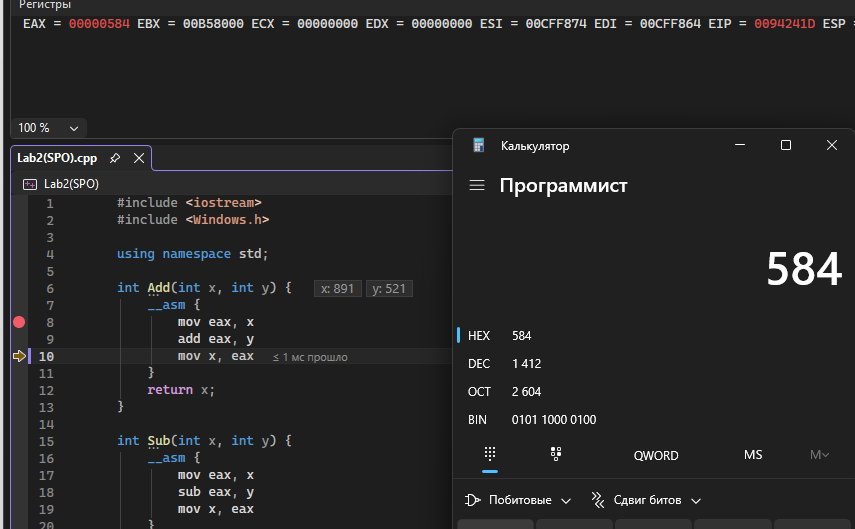 Регистры
EAX = 00000584 EBX = 00B58000 ECX = 00000000 EDX = 00000000 ESI = 00CFF874 EDI = 00CFF864 EIP = 0094241D ESP =
100 %
Lab2(SPO).cpp
Lab2(SPO)
1 #include <iostream>
2 #include <Windows.h>
3
4 using namespace std;
5
6 int Add(int x, int y) { x: 891 y: 521
7 __asm {
8 mov eax, x
9 add eax, y
10 mov x, eax ≤ 1 мс прошло
11 }
12 return x;
13 }
14
15 int Sub(int x, int y) {
16 __asm {
17 mov eax, x
18 sub eax, y
19 mov x, eax
20 }
Калькулятор
Программист
584
HEX 584
DEC 1 412
OCT 2 604
BIN 0101 1000 0100
QWORD MS M
Побитовые Сдвиг битов